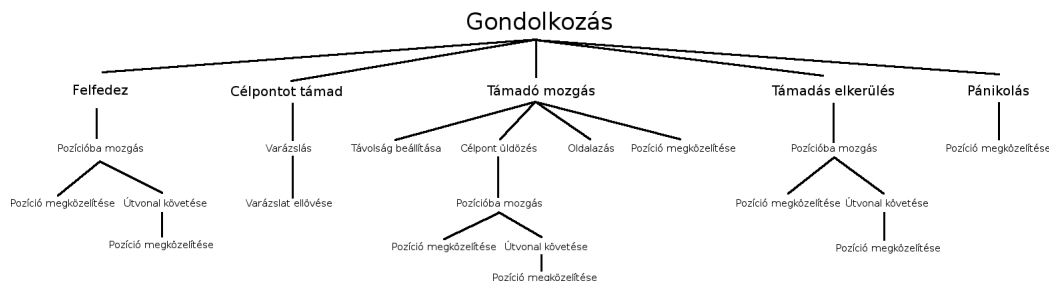 Gondolkozás
Felfedez
Célpontot támad
Támadó mozgás
Támadás elkerülés
Pánikolás
Pozícióba mozgás
Varázslás
Távolság beállítása
Célpont üldözés
Oldalazás
Pozíció megközelítése
Pozícióba mozgás
Pozíció megközelítése
Pozíció megközelítése
Útvonal követése
Varázslat ellövése
Pozícióba mozgás
Pozíció megközelítése
Útvonal követése
Pozíció megközelítése
Pozíció megközelítése
Útvonal követése
Pozíció megközelítése
Pozíció megközelítése